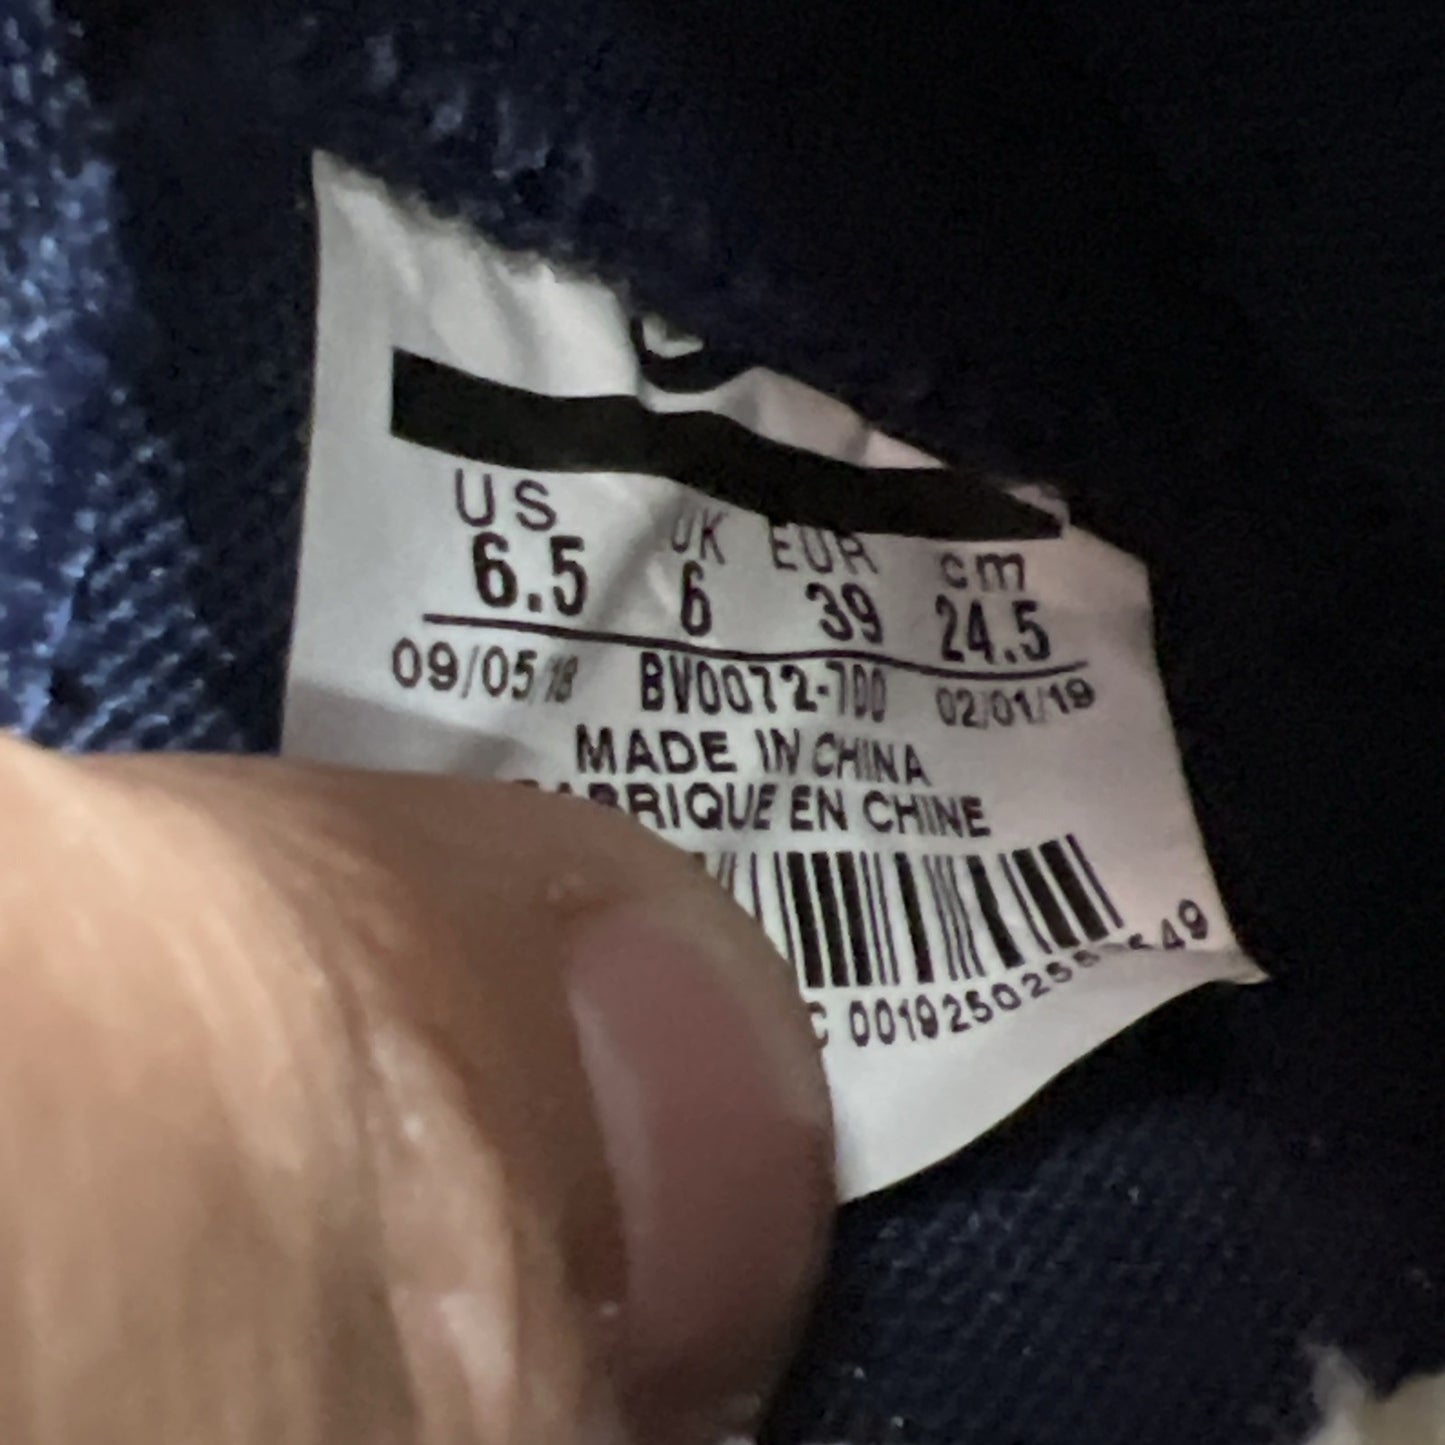 US UK EUR cm
6.5 6 39 24.5
09/05/18 BV0072-700 02/01/19
MADE IN CHINA
FABRIQUE EN CHINE